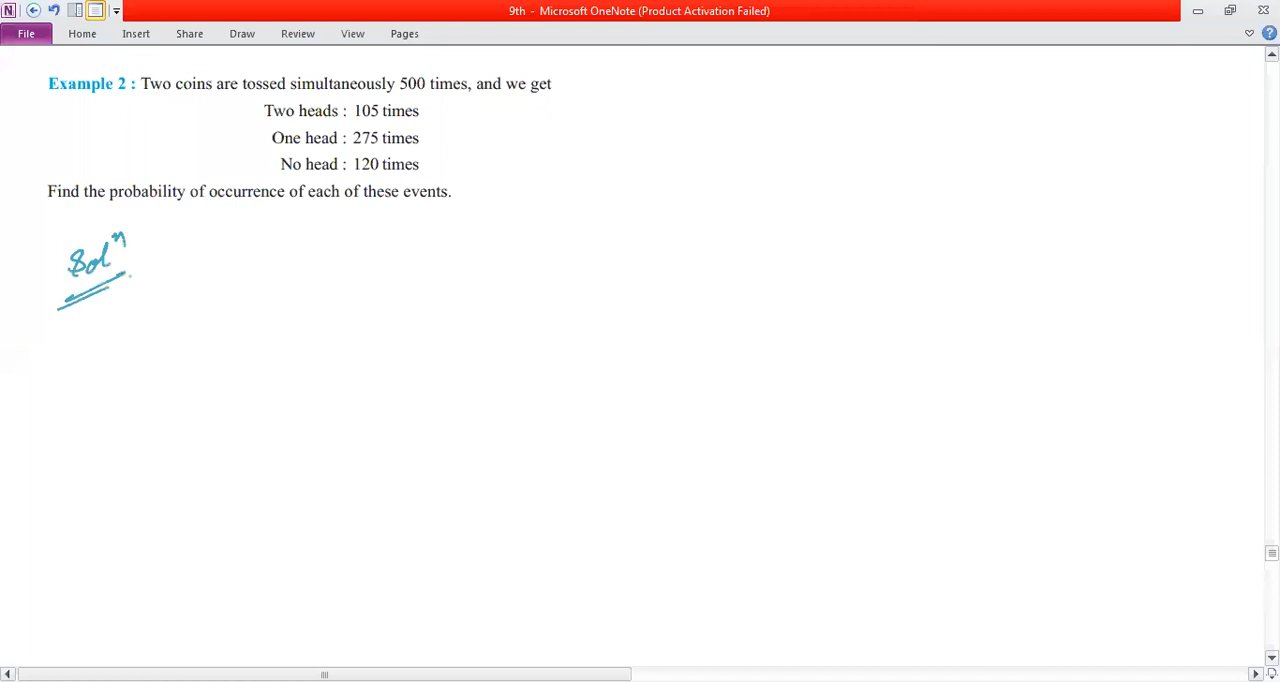 9th - Microsoft OneNote (Product Activation Failed)
File Home Insert Share Draw Review View Pages
Example 2 : Two coins are tossed simultaneously 500 times, and we get
Two heads : 105 times
One head : 275 times
No head : 120 times
Find the probability of occurrence of each of these events.
Solⁿ